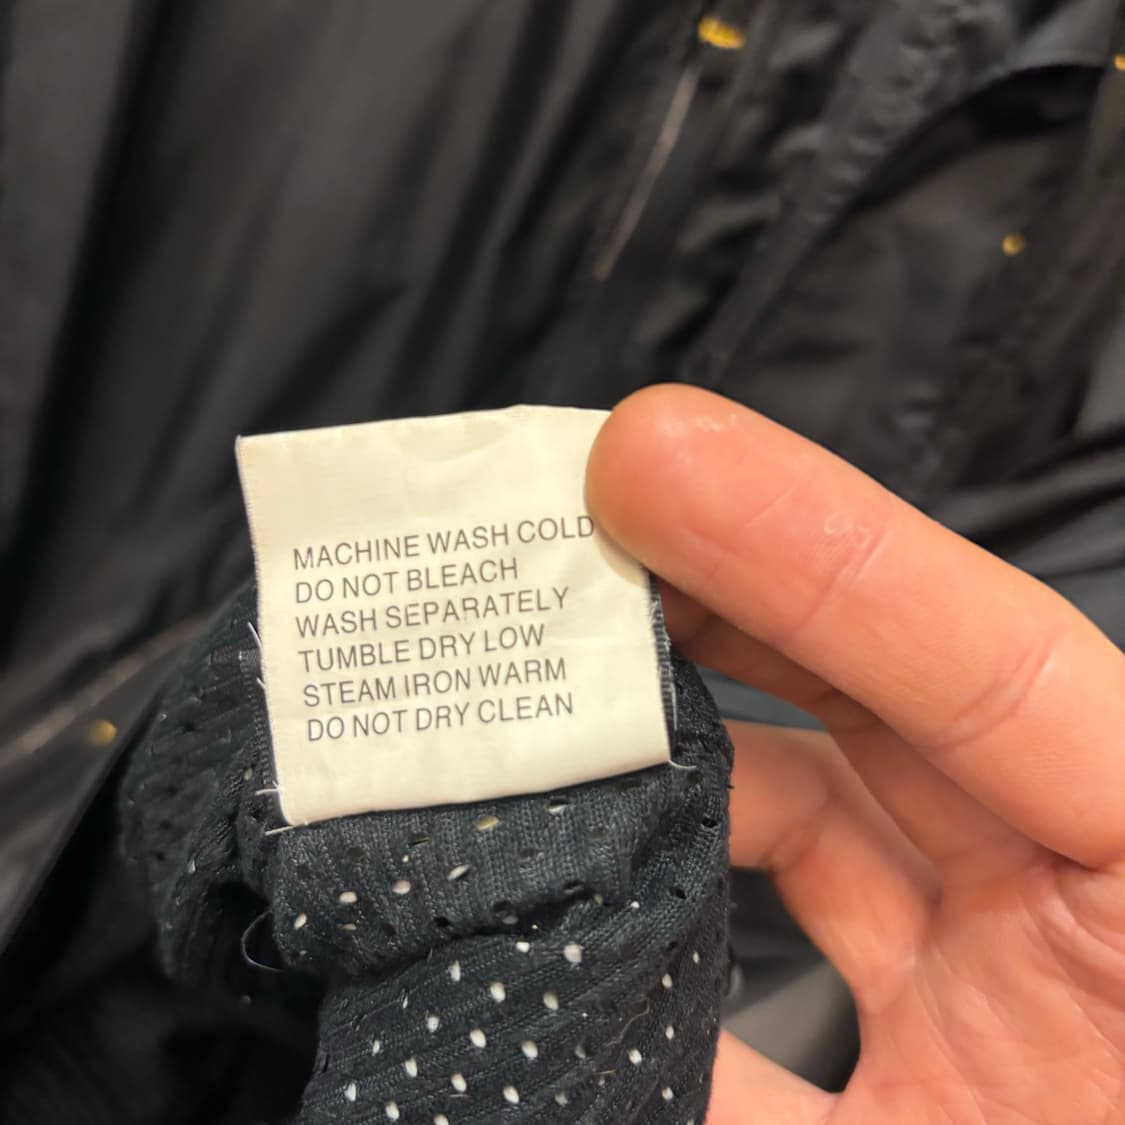 MACHINE WASH COLD
DO NOT BLEACH
WASH SEPARATELY
TUMBLE DRY LOW
STEAM IRON WARM
DO NOT DRY CLEAN